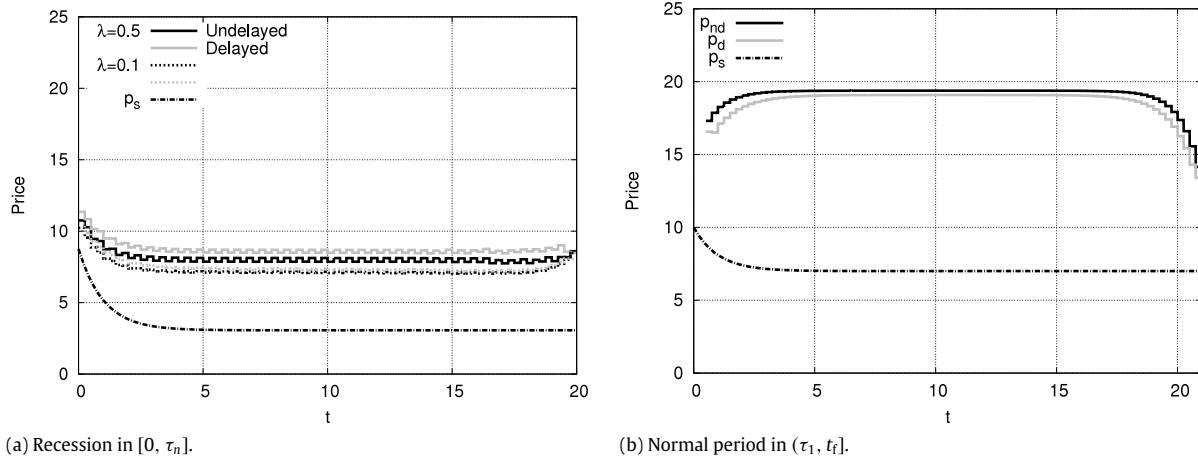 25
20
15
10
5
0
Price
λ=0.5 Undelayed
Delayed
λ=0.1
p_s
0 5 10 15 20
t
(a) Recession in [0, τ_n].
25
20
15
10
5
0
Price
p_nd
p_d
p_s
0 5 10 15 20
t
(b) Normal period in (τ_1, t_f].